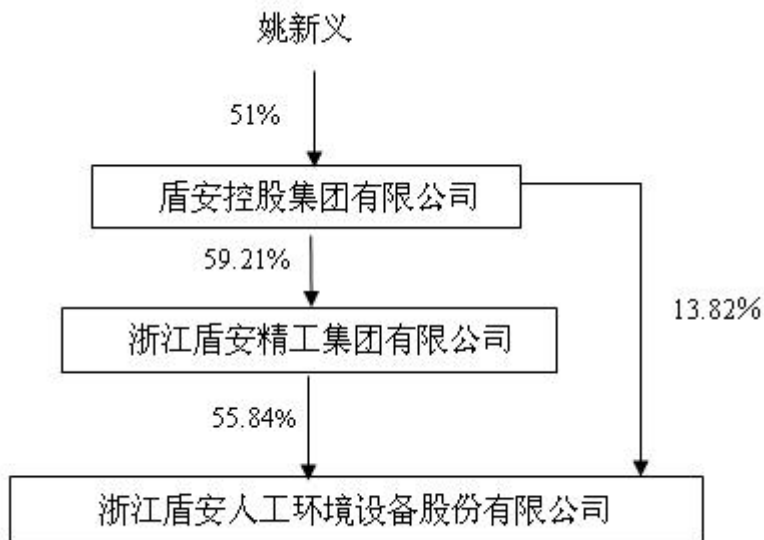 姚新义
51%
盾安控股集团有限公司
59.21%
13.82%
浙江盾安精工集团有限公司
55.84%
浙江盾安人工环境设备股份有限公司